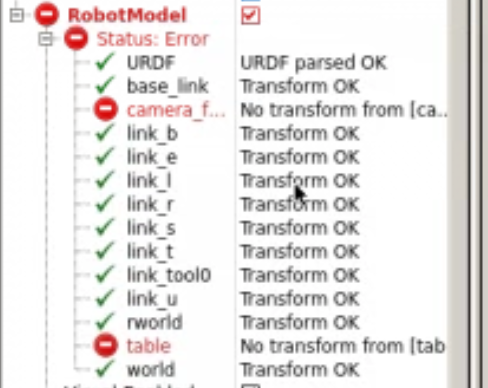 RobotModel
Status: Error
URDF URDF parsed OK
base_link Transform OK
camera_f... No transform from [ca..
link_b Transform OK
link_e Transform OK
link_l Transform OK
link_r Transform OK
link_s Transform OK
link_t Transform OK
link_tool0 Transform OK
link_u Transform OK
rworld Transform OK
table No transform from [tab
world Transform OK